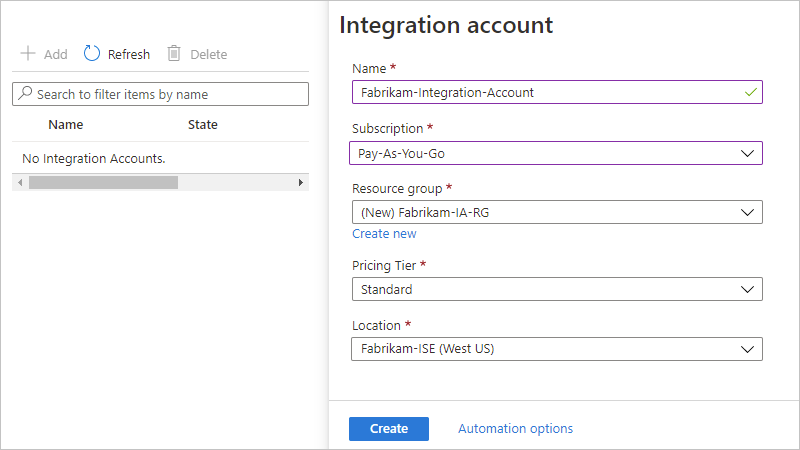 Add Refresh Delete
Search to filter items by name
Name State
No Integration Accounts.
Integration account
Name *
Fabrikam-Integration-Account
Subscription *
Pay-As-You-Go
Resource group *
(New) Fabrikam-IA-RG
Create new
Pricing Tier *
Standard
Location *
Fabrikam-ISE (West US)
Create Automation options